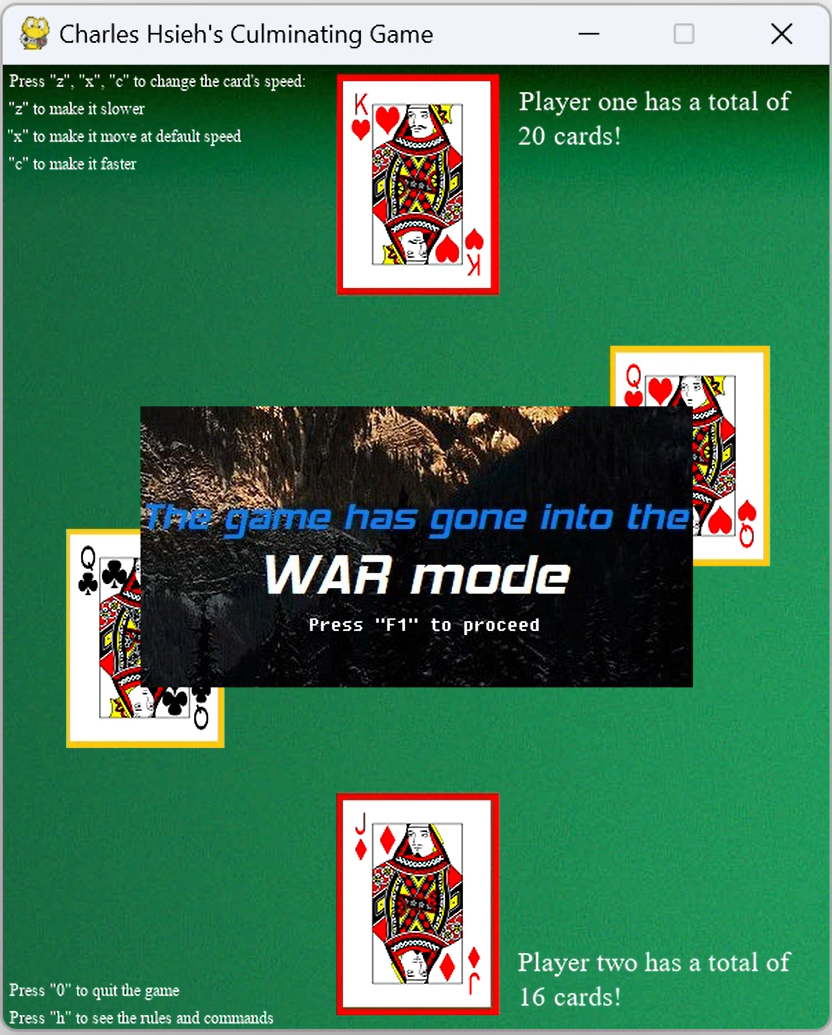 Charles Hsieh's Culminating Game
Press "z", "x", "c" to change the card's speed:
"z" to make it slower
"x" to make it move at default speed
"c" to make it faster
K
K
Player one has a total of
20 cards!
Q
Q
The game has gone into the
WAR mode
Press "F1" to proceed
Q
Q
J
J
Player two has a total of
16 cards!
Press "0" to quit the game
Press "h" to see the rules and commands